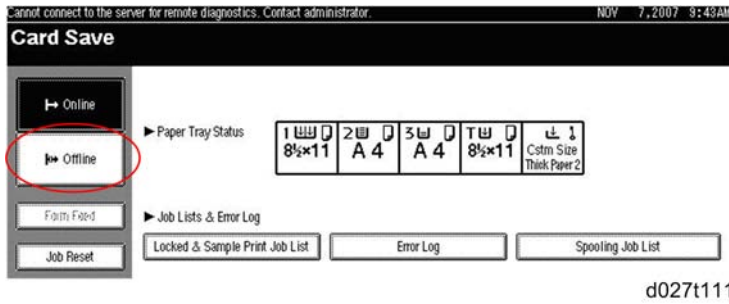 Cannot connect to the server for remote diagnostics. Contact administrator. NOV 7,2007 9:43AM
Card Save
Online
Offline
Form Feed
Job Reset
▶ Paper Tray Status
1 8½×11
2 A 4
3 A 4
T 8½×11
Cstm Size
Thick Paper 2
▶ Job Lists & Error Log
Locked & Sample Print Job List Error Log Spooling Job List
d027t111